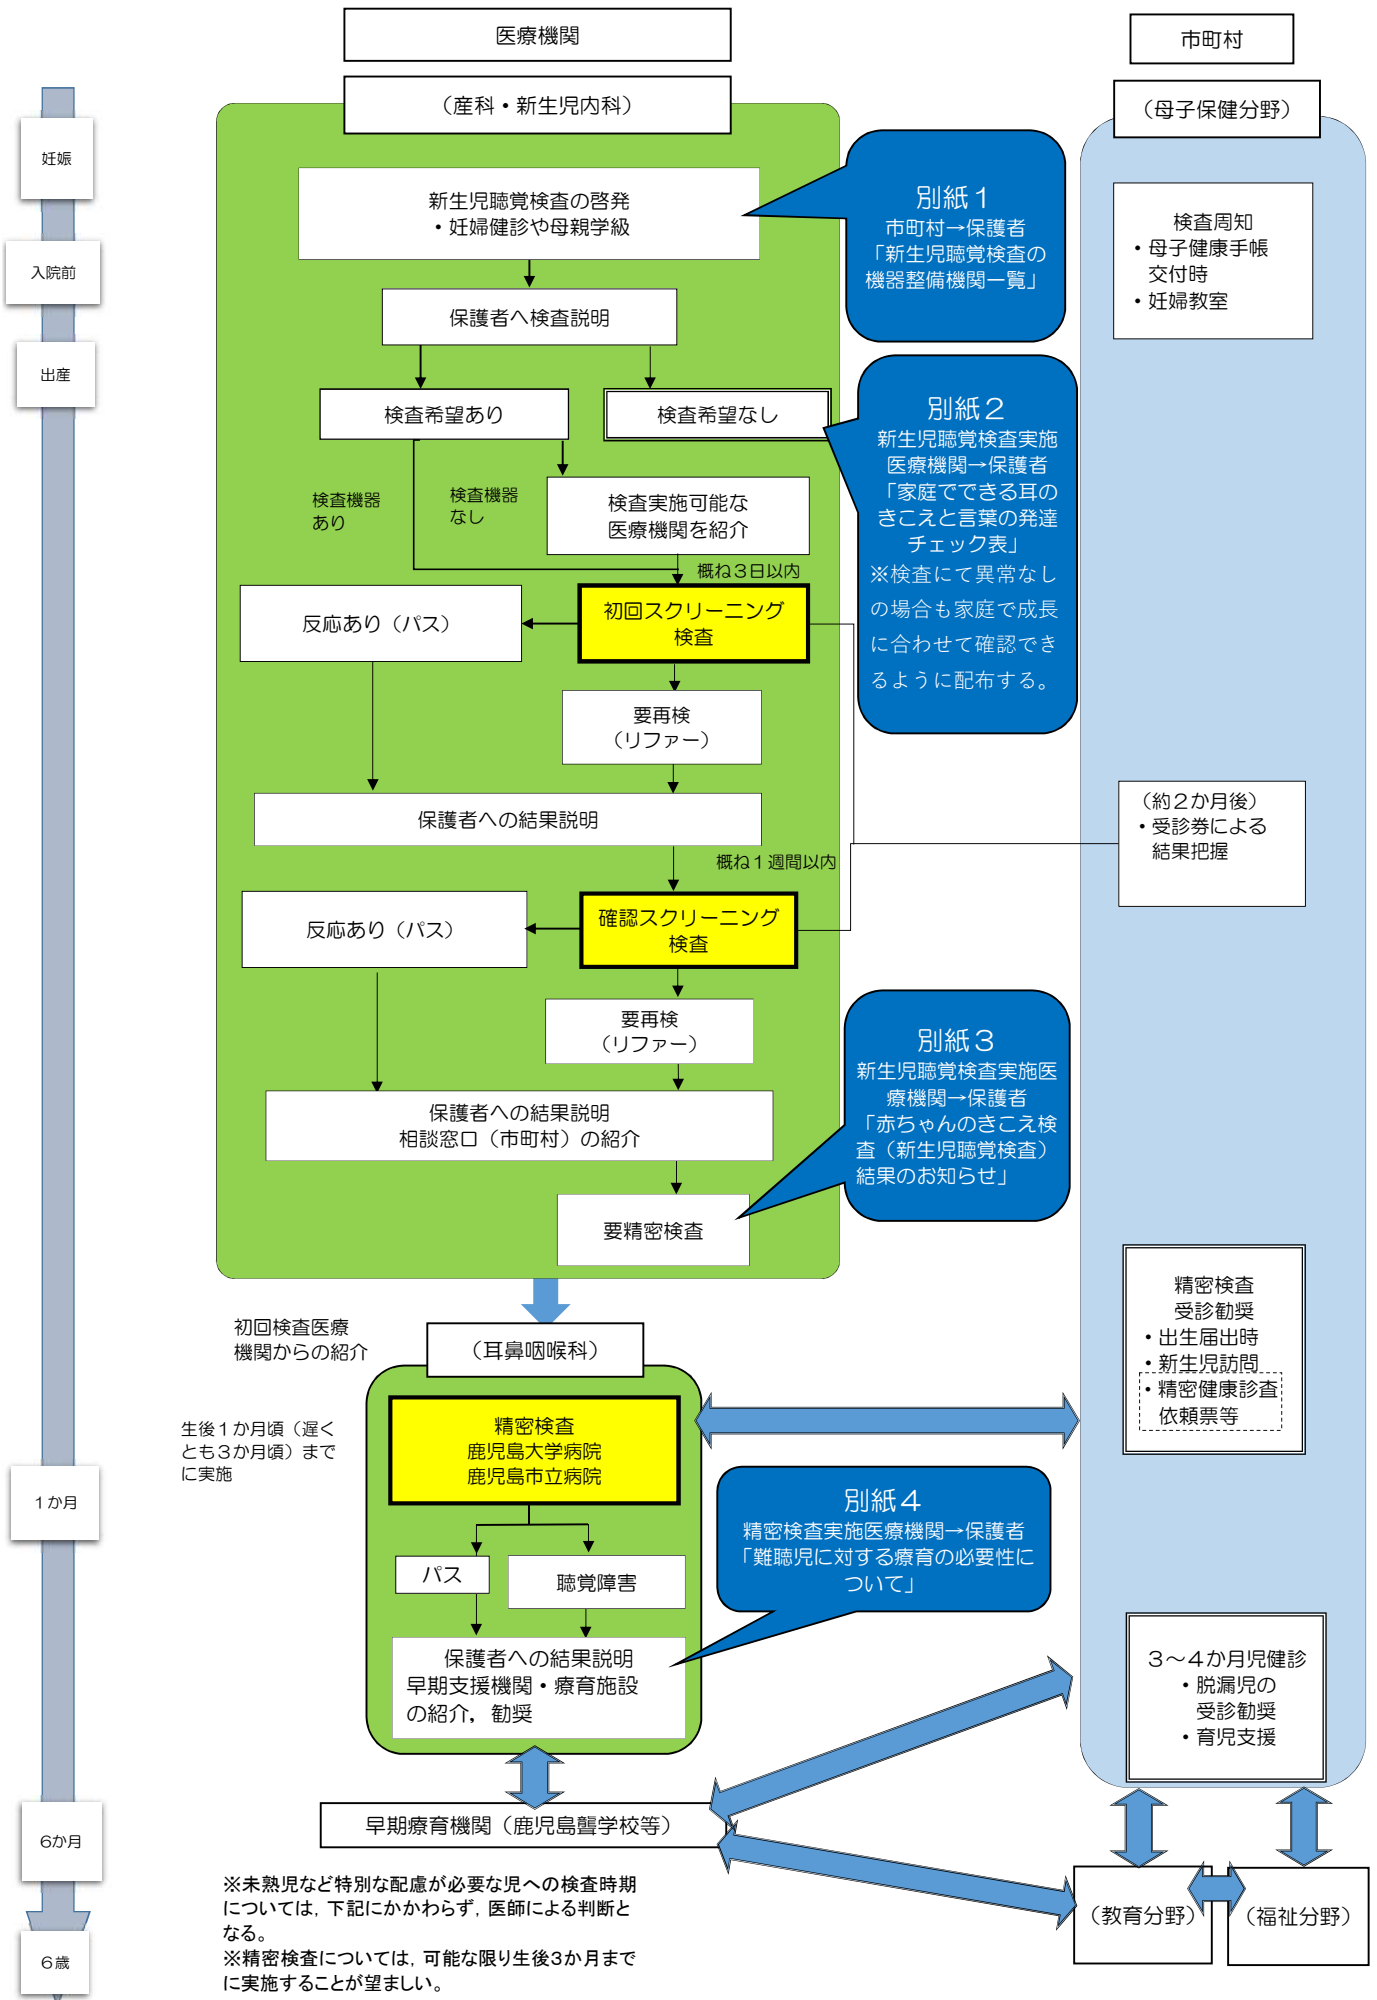 医療機関
市町村
（産科・新生児内科）
（母子保健分野）
妊娠
入院前
出産
新生児聴覚検査の啓発
・妊婦健診や母親学級
別紙１
市町村→保護者
「新生児聴覚検査の
機器整備機関一覧」
検査周知
・母子健康手帳
交付時
・妊婦教室
保護者へ検査説明
検査希望あり
検査希望なし
別紙２
新生児聴覚検査実施
医療機関→保護者
「家庭でできる耳の
きこえと言葉の発達
チェック表」
※検査にて異常なし
の場合も家庭で成長
に合わせて確認でき
るように配布する。
検査機器
あり
検査機器
なし
検査実施可能な
医療機関を紹介
概ね３日以内
初回スクリーニング
検査
反応あり（パス）
要再検
（リファー）
保護者への結果説明
（約２か月後）
・受診券による
結果把握
概ね１週間以内
確認スクリーニング
検査
反応あり（パス）
要再検
（リファー）
保護者への結果説明
相談窓口（市町村）の紹介
別紙３
新生児聴覚検査実施医
療機関→保護者
「赤ちゃんのきこえ検
査（新生児聴覚検査）
結果のお知らせ」
要精密検査
初回検査医療
機関からの紹介
（耳鼻咽喉科）
精密検査
受診勧奨
・出生届出時
・新生児訪問
・精密健康診査
依頼票等
生後１か月頃（遅く
とも３か月頃）まで
に実施
精密検査
鹿児島大学病院
鹿児島市立病院
１か月
別紙４
精密検査実施医療機関→保護者
「難聴児に対する療育の必要性に
ついて」
パス
聴覚障害
保護者への結果説明
早期支援機関・療育施設
の紹介，勧奨
３～４か月児健診
・脱漏児の
受診勧奨
・育児支援
早期療育機関（鹿児島聾学校等）
6か月
６歳
（教育分野）
（福祉分野）
※未熟児など特別な配慮が必要な児への検査時期
については，下記にかかわらず，医師による判断と
なる。
※精密検査については，可能な限り生後3か月まで
に実施することが望ましい。